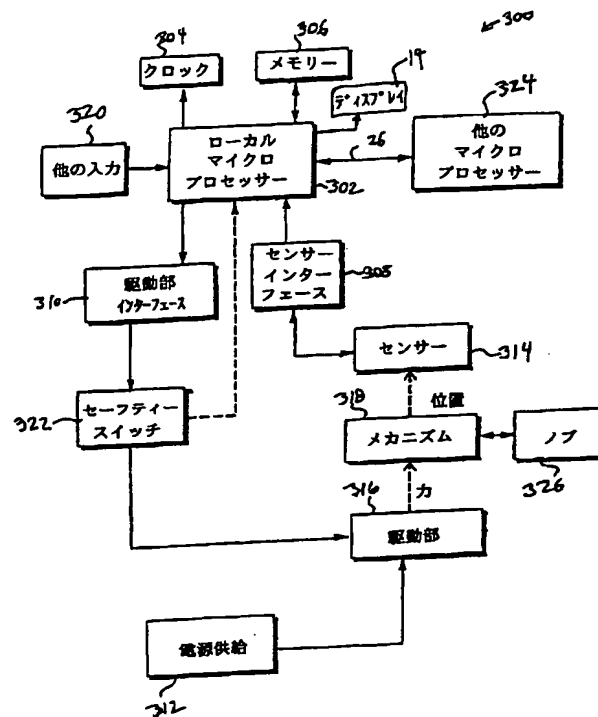 300
304
クロック
306
メモリー
19
ディスプレイ
324
他の
マイクロ
プロセッサー
320
他の入力
ローカル
マイクロ
プロセッサー
302
26
310
駆動部
インターフェース
センサー
インター
フェース
308
センサー
314
322
セーフティー
スイッチ
位置
318
メカニズム
ノブ
326
力
316
駆動部
電源供給
312